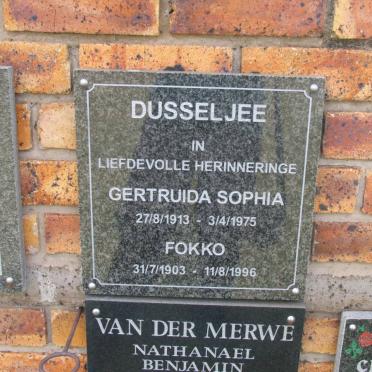 DUSSELJEE
IN
LIEFDEVOLLE HERINNERINGE
GERTRUIDA SOPHIA
27/8/1913 - 3/4/1975
FOKKO
31/7/1903 - 11/8/1996
VAN DER MERWE
NATHANAEL
BENJAMIN